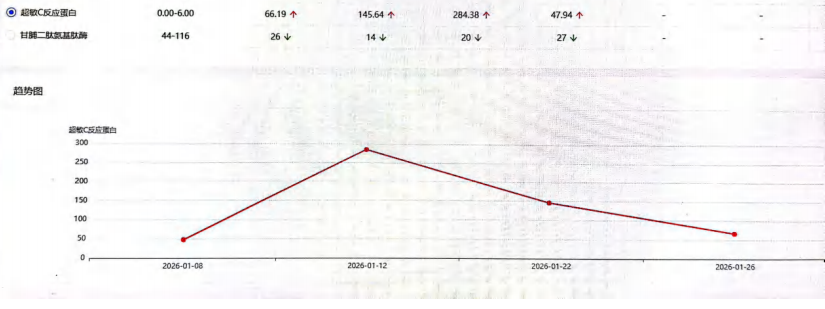 超敏C反应蛋白 0.00-6.00 66.19 ↑ 145.64 ↑ 284.38 ↑ 47.94 ↑ - -
甘脯二肽氨基肽酶 44-116 26 ↓ 14 ↓ 20 ↓ 27 ↓ - -
趋势图
超敏C反应蛋白
300
250
200
150
100
50
0
2026-01-08 2026-01-12 2026-01-22 2026-01-26